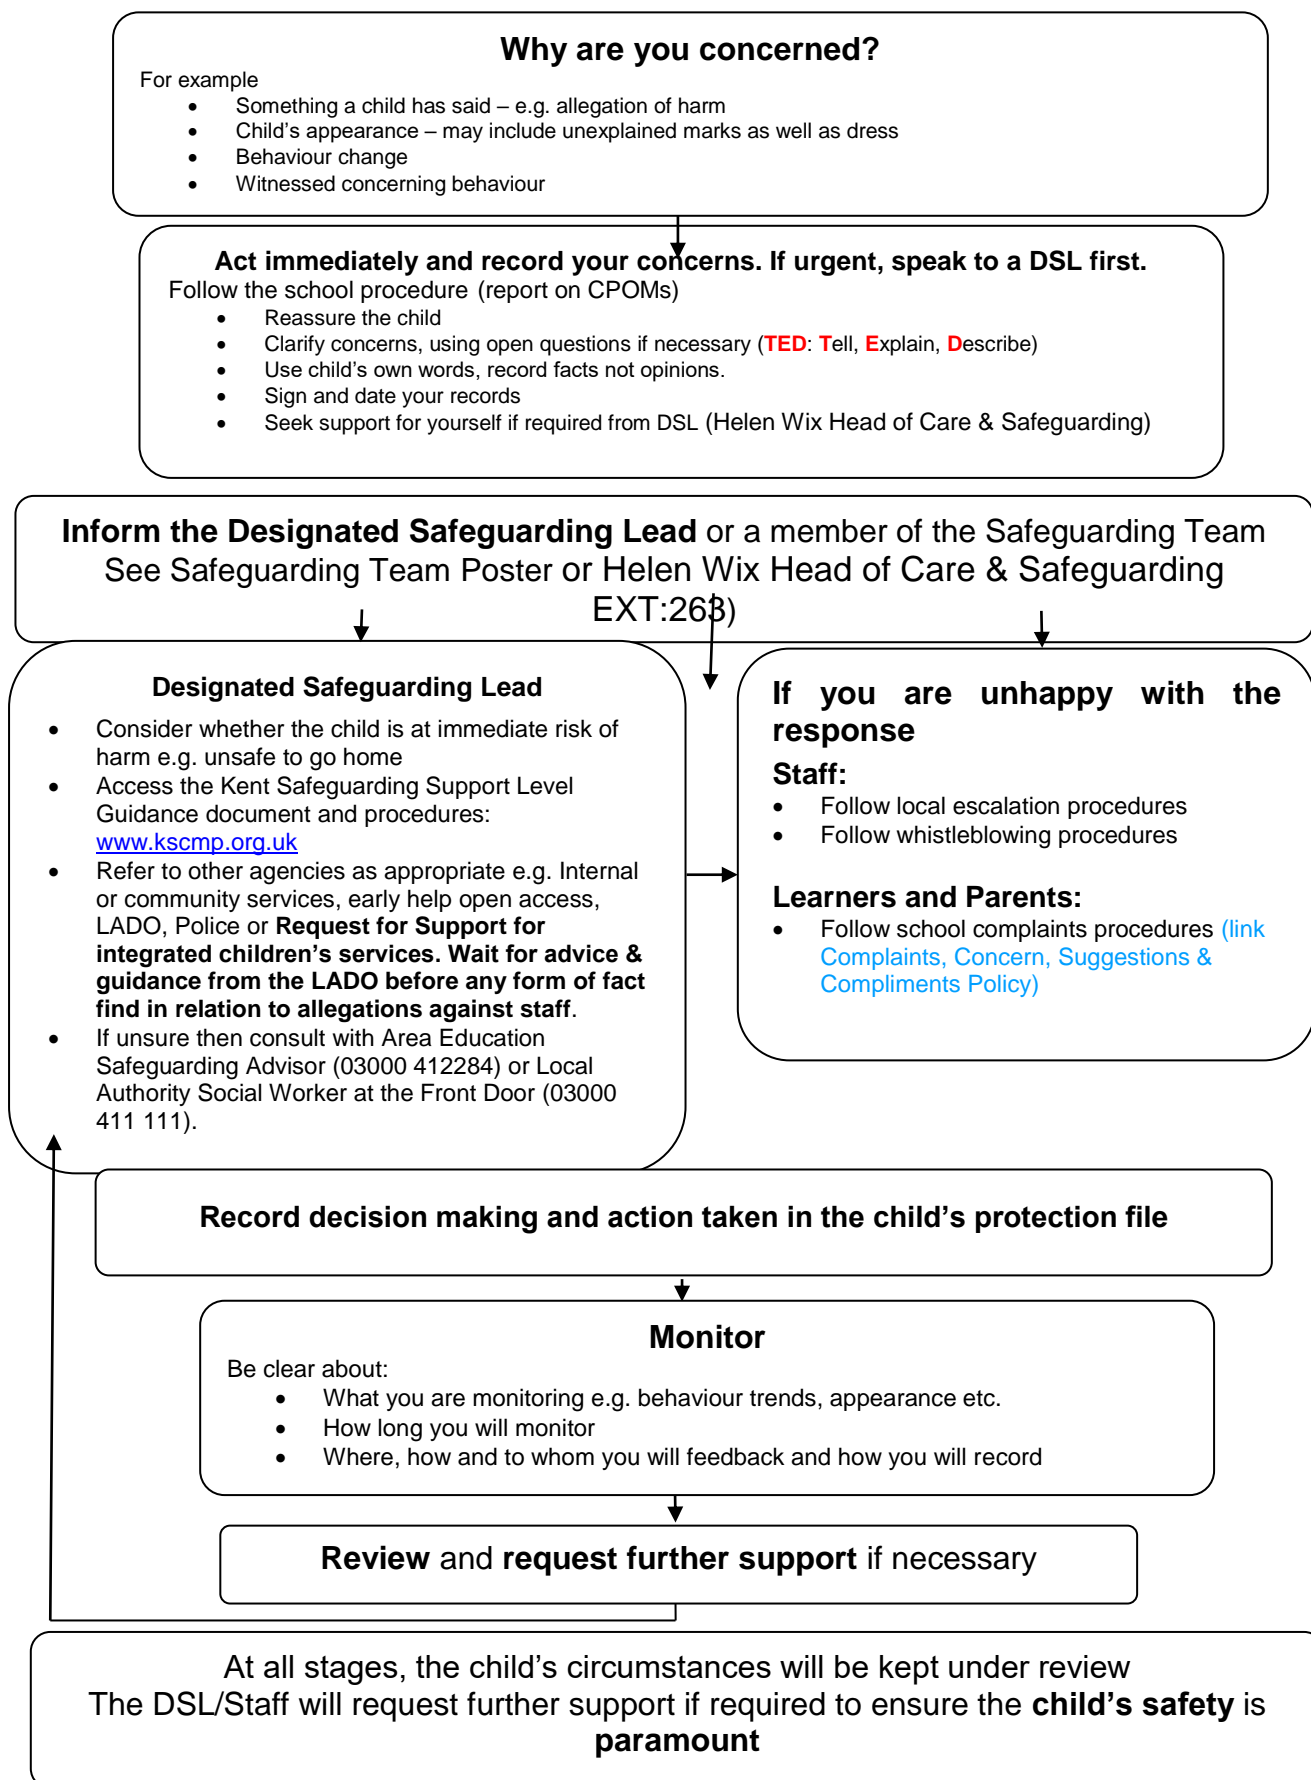 Why are you concerned?
For example
• Something a child has said – e.g. allegation of harm
• Child's appearance – may include unexplained marks as well as dress
• Behaviour change
• Witnessed concerning behaviour
Act immediately and record your concerns. If urgent, speak to a DSL first.
Follow the school procedure (report on CPOMs)
• Reassure the child
• Clarify concerns, using open questions if necessary (TED: Tell, Explain, Describe)
• Use child's own words, record facts not opinions.
• Sign and date your records
• Seek support for yourself if required from DSL (Helen Wix Head of Care & Safeguarding)
Inform the Designated Safeguarding Lead or a member of the Safeguarding Team
See Safeguarding Team Poster or Helen Wix Head of Care & Safeguarding
EXT:263)
Designated Safeguarding Lead
• Consider whether the child is at immediate risk of
harm e.g. unsafe to go home
• Access the Kent Safeguarding Support Level
Guidance document and procedures:
www.kscmp.org.uk
• Refer to other agencies as appropriate e.g. Internal
or community services, early help open access,
LADO, Police or Request for Support for
integrated children's services. Wait for advice &
guidance from the LADO before any form of fact
find in relation to allegations against staff.
• If unsure then consult with Area Education
Safeguarding Advisor (03000 412284) or Local
Authority Social Worker at the Front Door (03000
411 111).
If you are unhappy with the
response
Staff:
• Follow local escalation procedures
• Follow whistleblowing procedures
Learners and Parents:
• Follow school complaints procedures (link
Complaints, Concern, Suggestions &
Compliments Policy)
Record decision making and action taken in the child's protection file
Monitor
Be clear about:
• What you are monitoring e.g. behaviour trends, appearance etc.
• How long you will monitor
• Where, how and to whom you will feedback and how you will record
Review and request further support if necessary
At all stages, the child's circumstances will be kept under review
The DSL/Staff will request further support if required to ensure the child's safety is
paramount